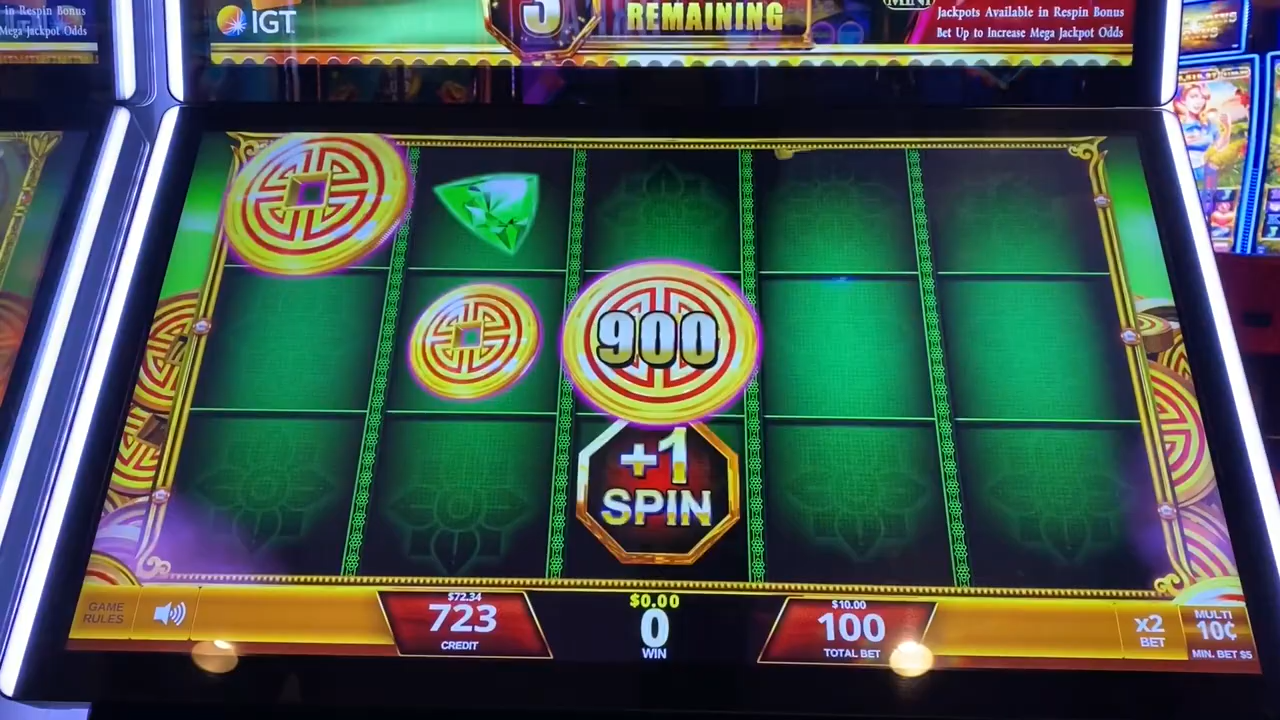 in Respin Bonus
Mega Jackpot Odds
IGT
3
REMAINING
MINI
Jackpots Available in Respin Bonus
Bet Up to Increase Mega Jackpot Odds
900
+1
SPIN
GAME
RULES
$72.34
723
CREDIT
$0.00
0
WIN
$10.00
100
TOTAL BET
x2
BET
MULTI
10¢
MIN. BET $5